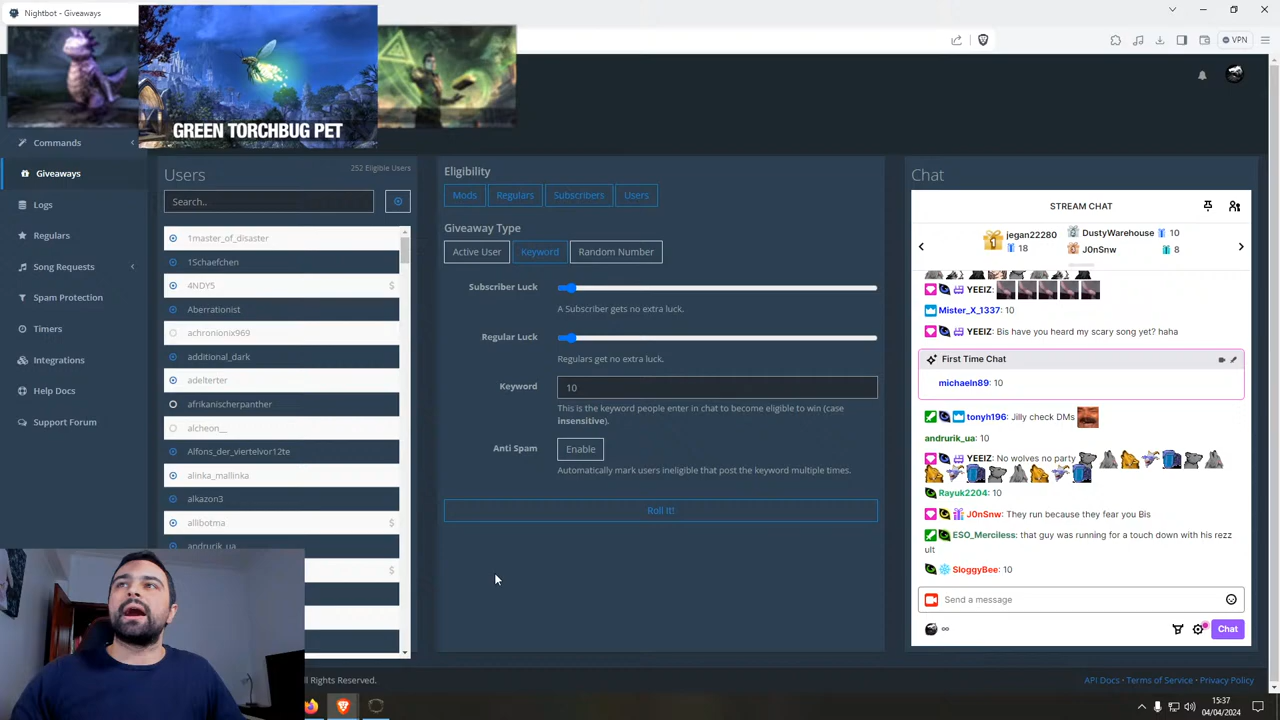 Nightbot - Giveaways
VPN
GREEN TORCHBUG PET
Commands
Giveaways
Logs
Regulars
Song Requests
Spam Protection
Timers
Integrations
Help Docs
Support Forum
Users
252 Eligible Users
Search..
1master_of_disaster
1Schaefchen
4NDY5 $
Aberrationist
achronionix969
additional_dark
adelterter
afrikanischerpanther
alcheon__
Alfons_der_viertelvor12te
alinka_mallinka
alkazon3
allibotma $
andrurik_ua
$
Eligibility
Mods Regulars Subscribers Users
Giveaway Type
Active User Keyword Random Number
Subscriber Luck
A Subscriber gets no extra luck.
Regular Luck
Regulars get no extra luck.
Keyword 10
This is the keyword people enter in chat to become eligible to win (case
insensitive).
Anti Spam Enable
Automatically mark users ineligible that post the keyword multiple times.
Roll It!
Chat
STREAM CHAT
1 jegan22280 18
2 DustyWarehouse 10
J0nSnw 8
YEEIZ:
Mister_X_1337: 10
YEEIZ: Bis have you heard my scary song yet? haha
First Time Chat
michaeln89: 10
tonyh196: Jilly check DMs
andrurik_ua: 10
YEEIZ: No wolves no party
Rayuk2204: 10
J0nSnw: They run because they fear you Bis
ESO_Merciless: that guy was running for a touch down with his rezz
ult
SloggyBee: 10
Send a message
∞
Chat
ll Rights Reserved.
API Docs • Terms of Service • Privacy Policy
15:37
04/04/2024